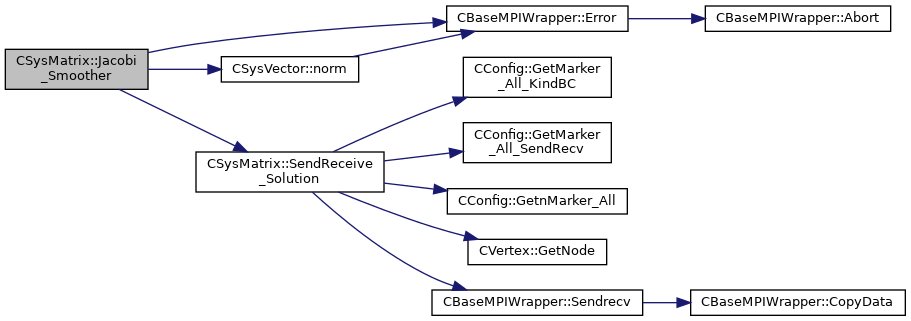 CSysMatrix::Jacobi
_Smoother
CBaseMPIWrapper::Error
CBaseMPIWrapper::Abort
CSysVector::norm
CSysMatrix::SendReceive
_Solution
CConfig::GetMarker
_All_KindBC
CConfig::GetMarker
_All_SendRecv
CConfig::GetnMarker_All
CVertex::GetNode
CBaseMPIWrapper::Sendrecv
CBaseMPIWrapper::CopyData